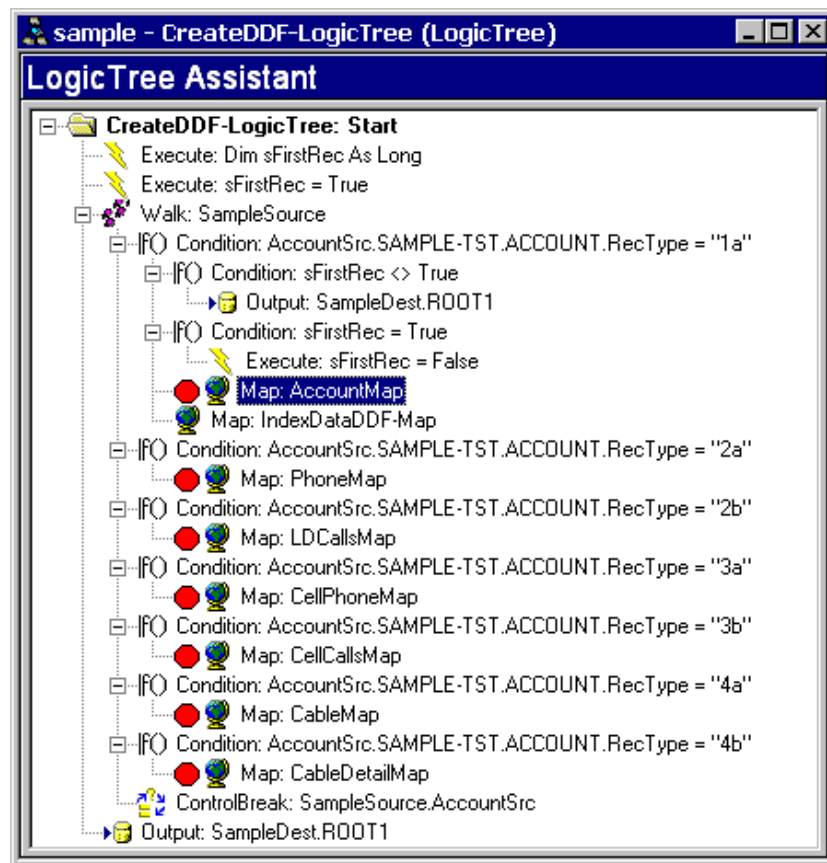 sample - CreateDDF-LogicTree (LogicTree)
LogicTree Assistant
CreateDDF-LogicTree: Start
Execute: Dim sFirstRec As Long
Execute: sFirstRec = True
Walk: SampleSource
If() Condition: AccountSrc.SAMPLE-TST.ACCOUNT.RecType = "1a"
If() Condition: sFirstRec <> True
Output: SampleDest.ROOT1
If() Condition: sFirstRec = True
Execute: sFirstRec = False
Map: AccountMap
Map: IndexDataDDF-Map
If() Condition: AccountSrc.SAMPLE-TST.ACCOUNT.RecType = "2a"
Map: PhoneMap
If() Condition: AccountSrc.SAMPLE-TST.ACCOUNT.RecType = "2b"
Map: LDCallsMap
If() Condition: AccountSrc.SAMPLE-TST.ACCOUNT.RecType = "3a"
Map: CellPhoneMap
If() Condition: AccountSrc.SAMPLE-TST.ACCOUNT.RecType = "3b"
Map: CellCallsMap
If() Condition: AccountSrc.SAMPLE-TST.ACCOUNT.RecType = "4a"
Map: CableMap
If() Condition: AccountSrc.SAMPLE-TST.ACCOUNT.RecType = "4b"
Map: CableDetailMap
ControlBreak: SampleSource.AccountSrc
Output: SampleDest.ROOT1